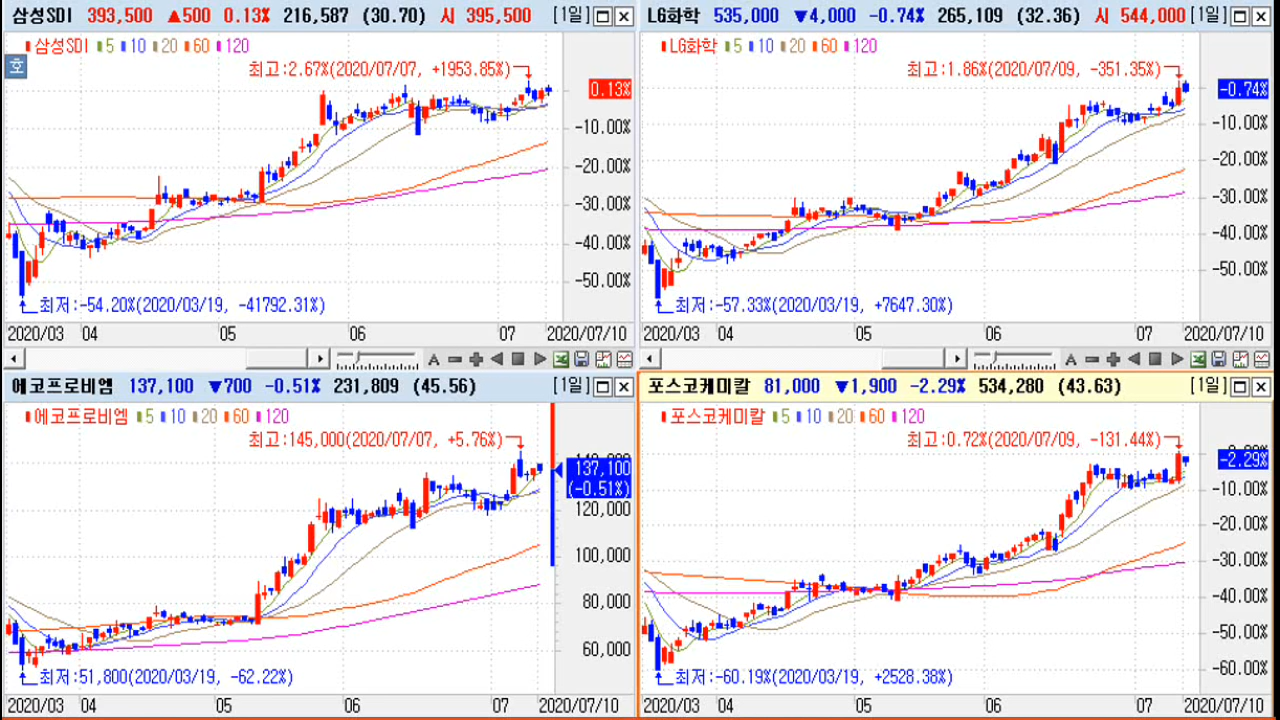 삼성SDI 393,500 ▲500 0.13% 216,587 (30.70) 시 395,500 [1일]
삼성SDI 5 10 20 60 120
호
최고:2.67%(2020/07/07, +1953.85%)
0.13%
-10.00%
-20.00%
-30.00%
-40.00%
-50.00%
최저:-54.20%(2020/03/19, -41792.31%)
2020/03 04 05 06 07 2020/07/10
LG화학 535,000 ▼4,000 -0.74% 265,109 (32.36) 시 544,000 [1일]
LG화학 5 10 20 60 120
최고:1.86%(2020/07/09, -351.35%)
-0.74%
-10.00%
-20.00%
-30.00%
-40.00%
-50.00%
최저:-57.33%(2020/03/19, +7647.30%)
2020/03 04 05 06 07 2020/07/10
A
A
에코프로비엠 137,100 ▼700 -0.51% 231,809 (45.56) [1일]
에코프로비엠 5 10 20 60 120
최고:145,000(2020/07/07, +5.76%)
137,100
(-0.51%)
120,000
100,000
80,000
60,000
최저:51,800(2020/03/19, -62.22%)
2020/03 04 05 06 07 2020/07/10
포스코케미칼 81,000 ▼1,900 -2.29% 534,280 (43.63) [1일]
포스코케미칼 5 10 20 60 120
최고:0.72%(2020/07/09, -131.44%)
-2.29%
-10.00%
-20.00%
-30.00%
-40.00%
-50.00%
-60.00%
최저:-60.19%(2020/03/19, +2528.38%)
2020/03 04 05 06 07 2020/07/10